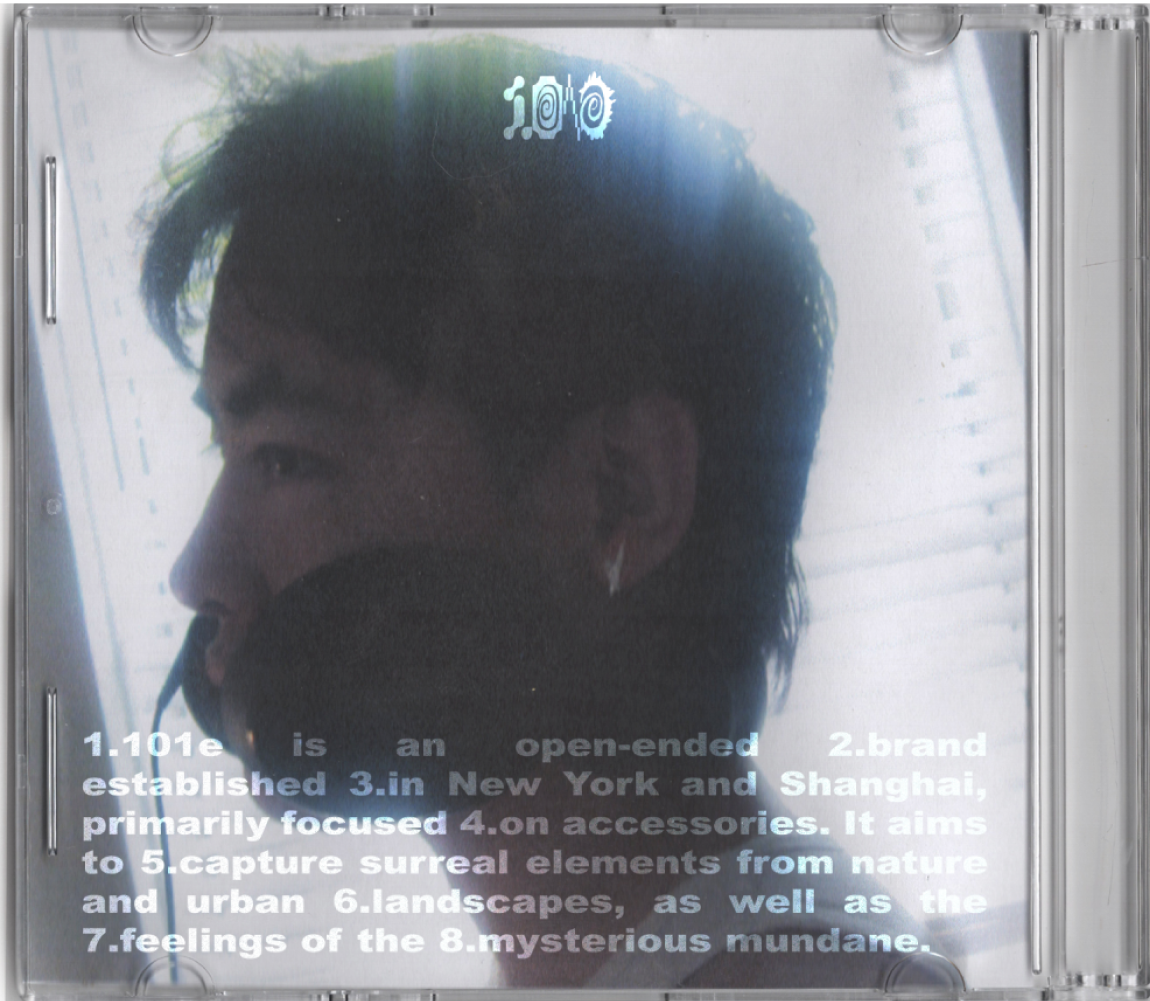 1.101e is an open-ended 2.brand
established 3.in New York and Shanghai,
primarily focused 4.on accessories. It aims
to 5.capture surreal elements from nature
and urban 6.landscapes, as well as the
7.feelings of the 8.mysterious mundane.